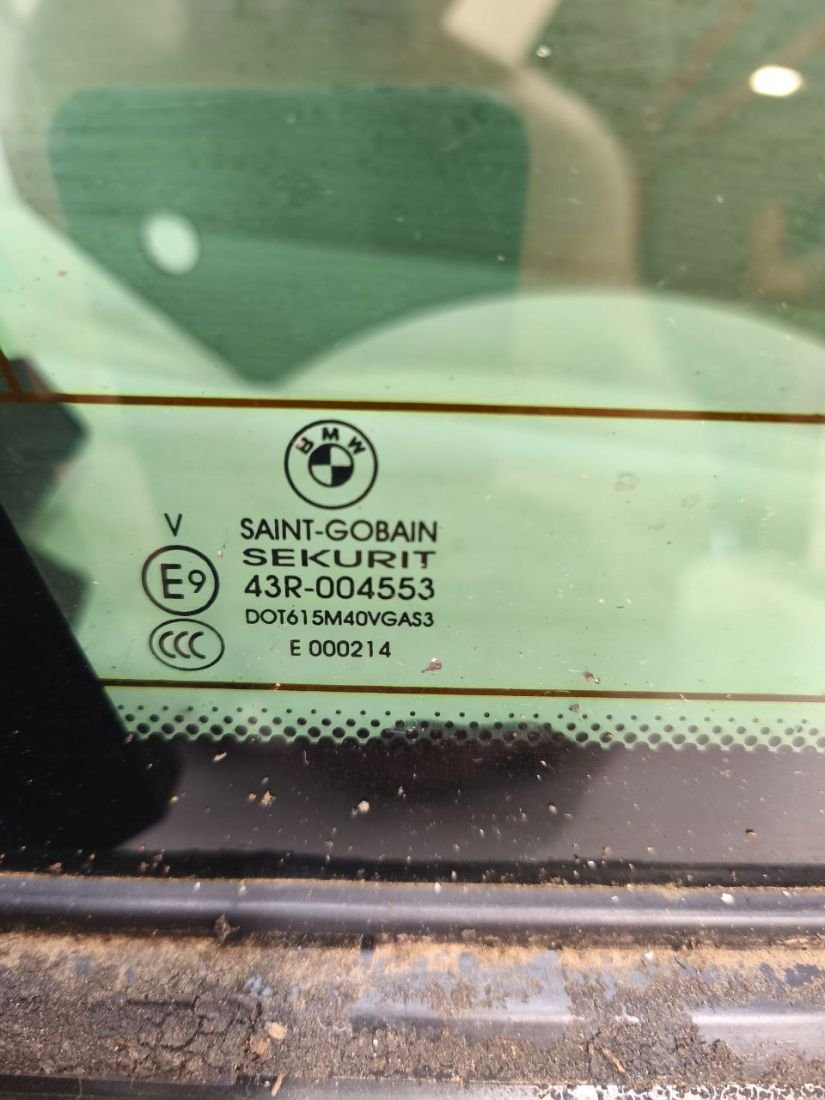 BMW
SAINT-GOBAIN
V
SEKURIT
E9
43R-004553
DOT615M40VGAS3
CCC
E 000214